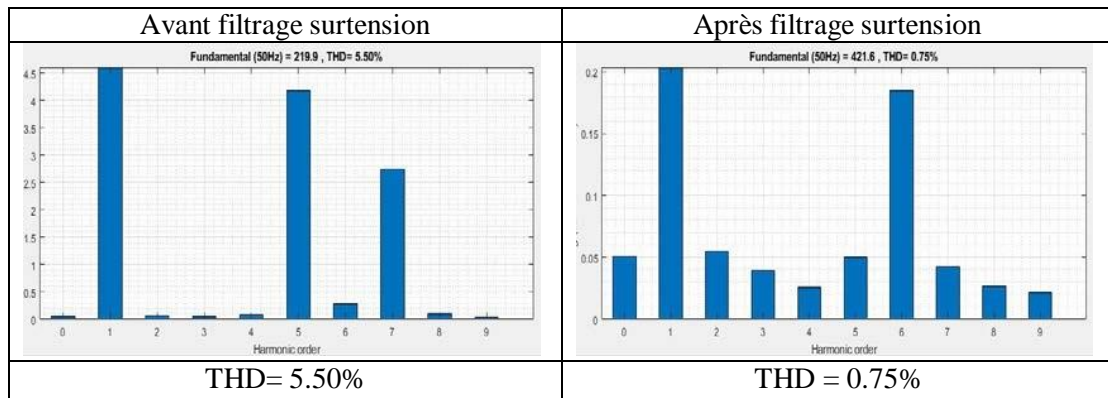 Avant filtrage surtension
Après filtrage surtension
Fundamental (50Hz) = 219.9 , THD= 5.50%
4.5
4
3.5
3
2.5
2
1.5
1
0.5
0
0 1 2 3 4 5 6 7 8 9
Harmonic order
Fundamental (50Hz) = 421.6 , THD= 0.75%
0.2
0.15
0.1
0.05
0
0 1 2 3 4 5 6 7 8 9
Harmonic order
THD= 5.50%
THD = 0.75%